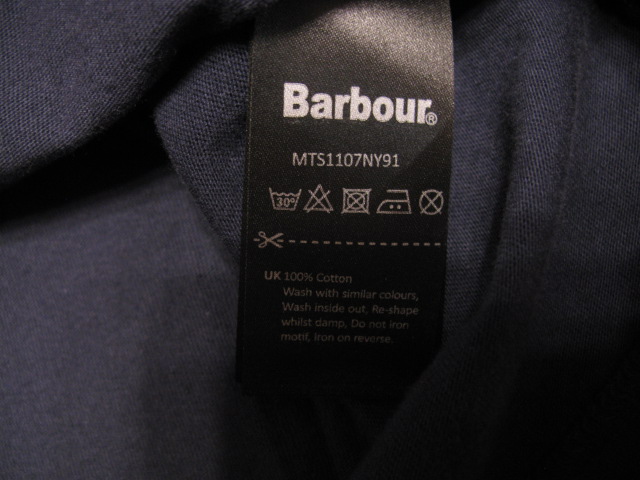 Barbour®
MTS1107NY91
30°
UK 100% Cotton
Wash with similar colours,
Wash inside out, Re-shape
whilst damp, Do not iron
motif, Iron on reverse.